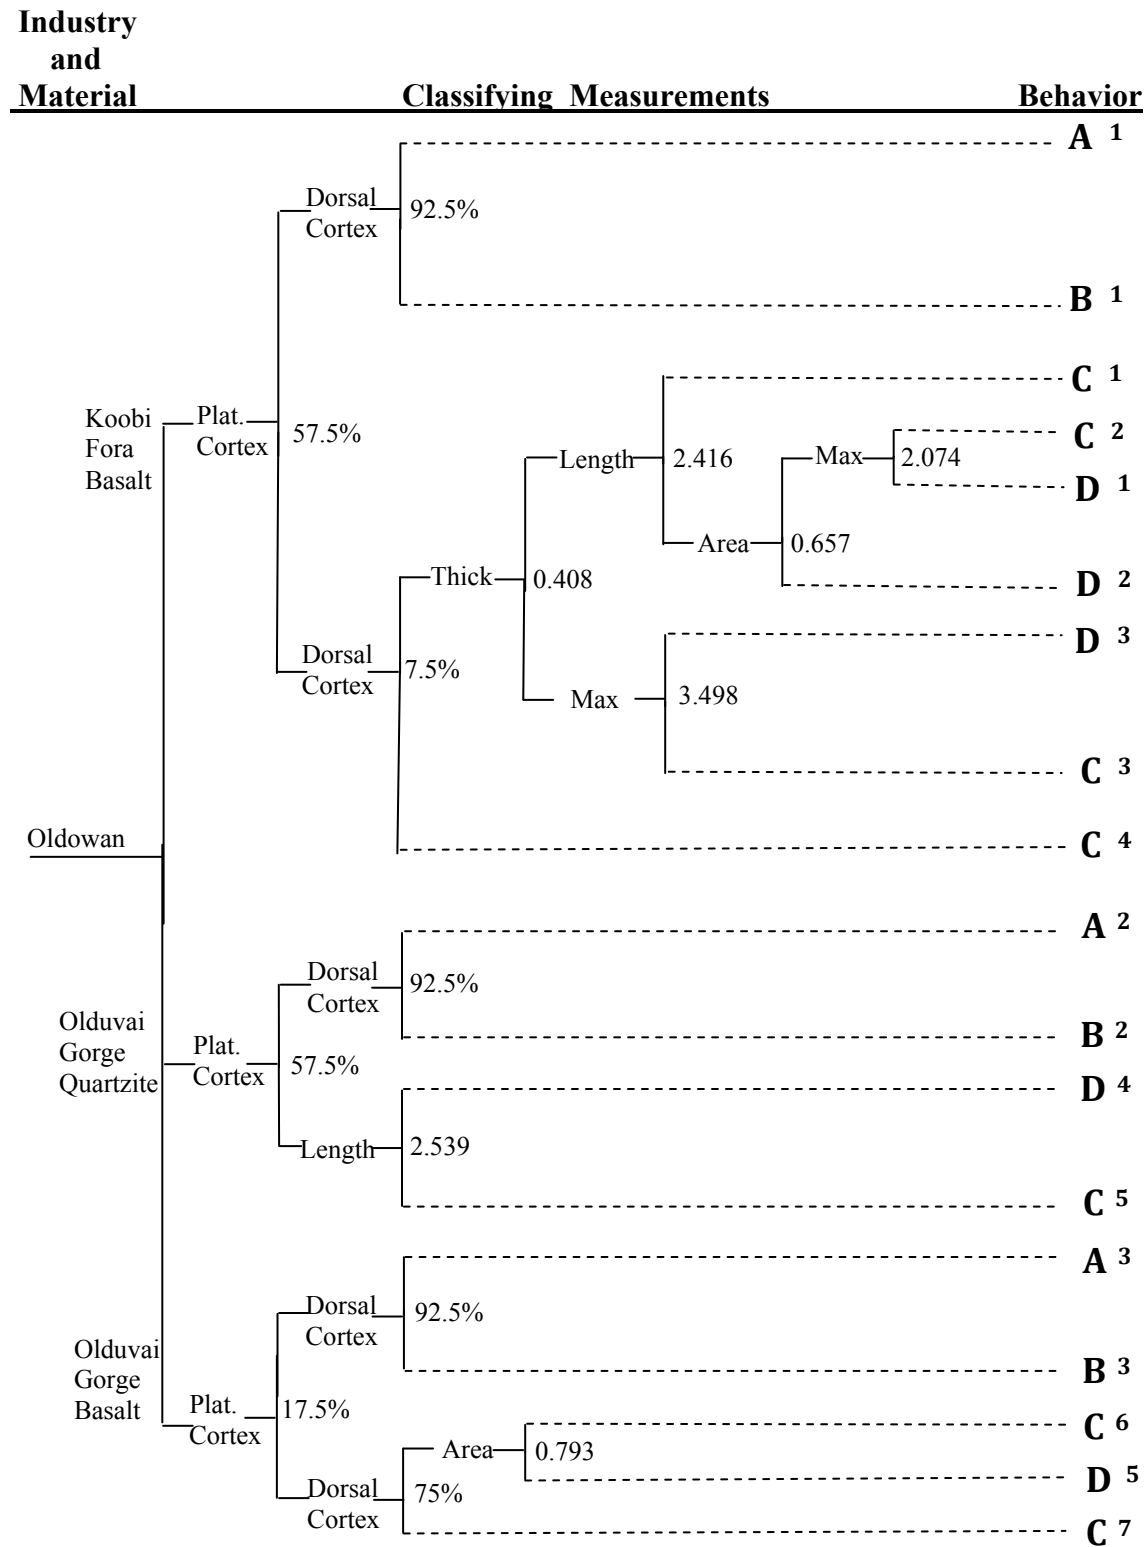 Industry
and
Material Classifying Measurements Behavior
A 1
Dorsal
Cortex
92.5%
B 1
C 1
Koobi
Fora
Basalt
Plat.
Cortex
57.5%
Length
2.416
Max
2.074
C 2
D 1
Area
0.657
Thick
0.408
D 2
D 3
Dorsal
Cortex
7.5%
Max
3.498
C 3
Oldowan
C 4
A 2
Dorsal
Cortex
92.5%
Olduvai
Gorge
Quartzite
Plat.
Cortex
57.5%
B 2
D 4
Length
2.539
C 5
A 3
Dorsal
Cortex
92.5%
Olduvai
Gorge
Basalt
B 3
Plat.
Cortex
17.5%
C 6
Area
0.793
D 5
Dorsal
Cortex
75%
C 7